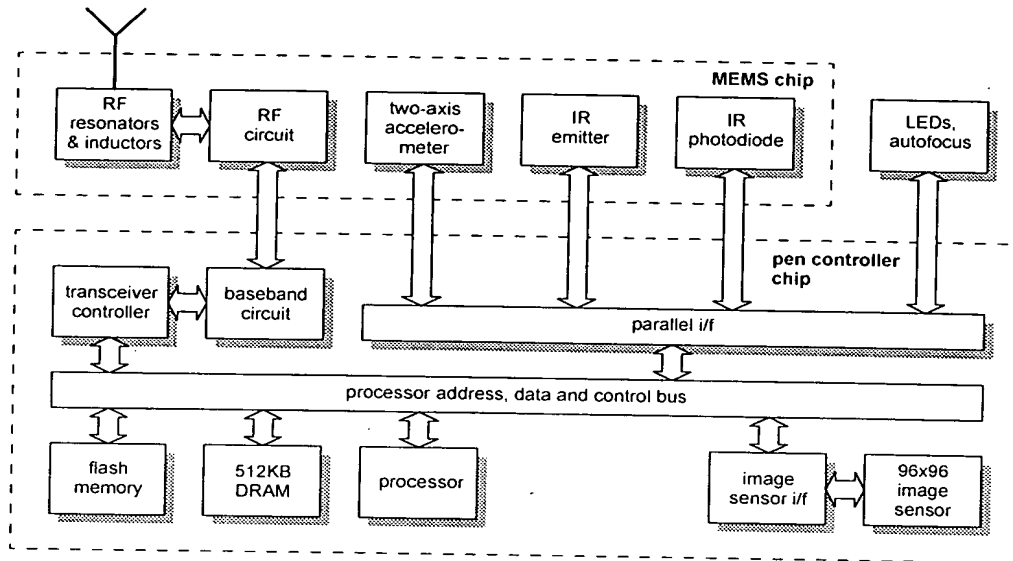 MEMS chip
RF
resonators
& inductors
RF
circuit
two-axis
accelero-
meter
IR
emitter
IR
photodiode
LEDs,
autofocus
pen controller
chip
transceiver
controller
baseband
circuit
parallel i/f
processor address, data and control bus
flash
memory
512KB
DRAM
processor
image
sensor i/f
96x96
image
sensor